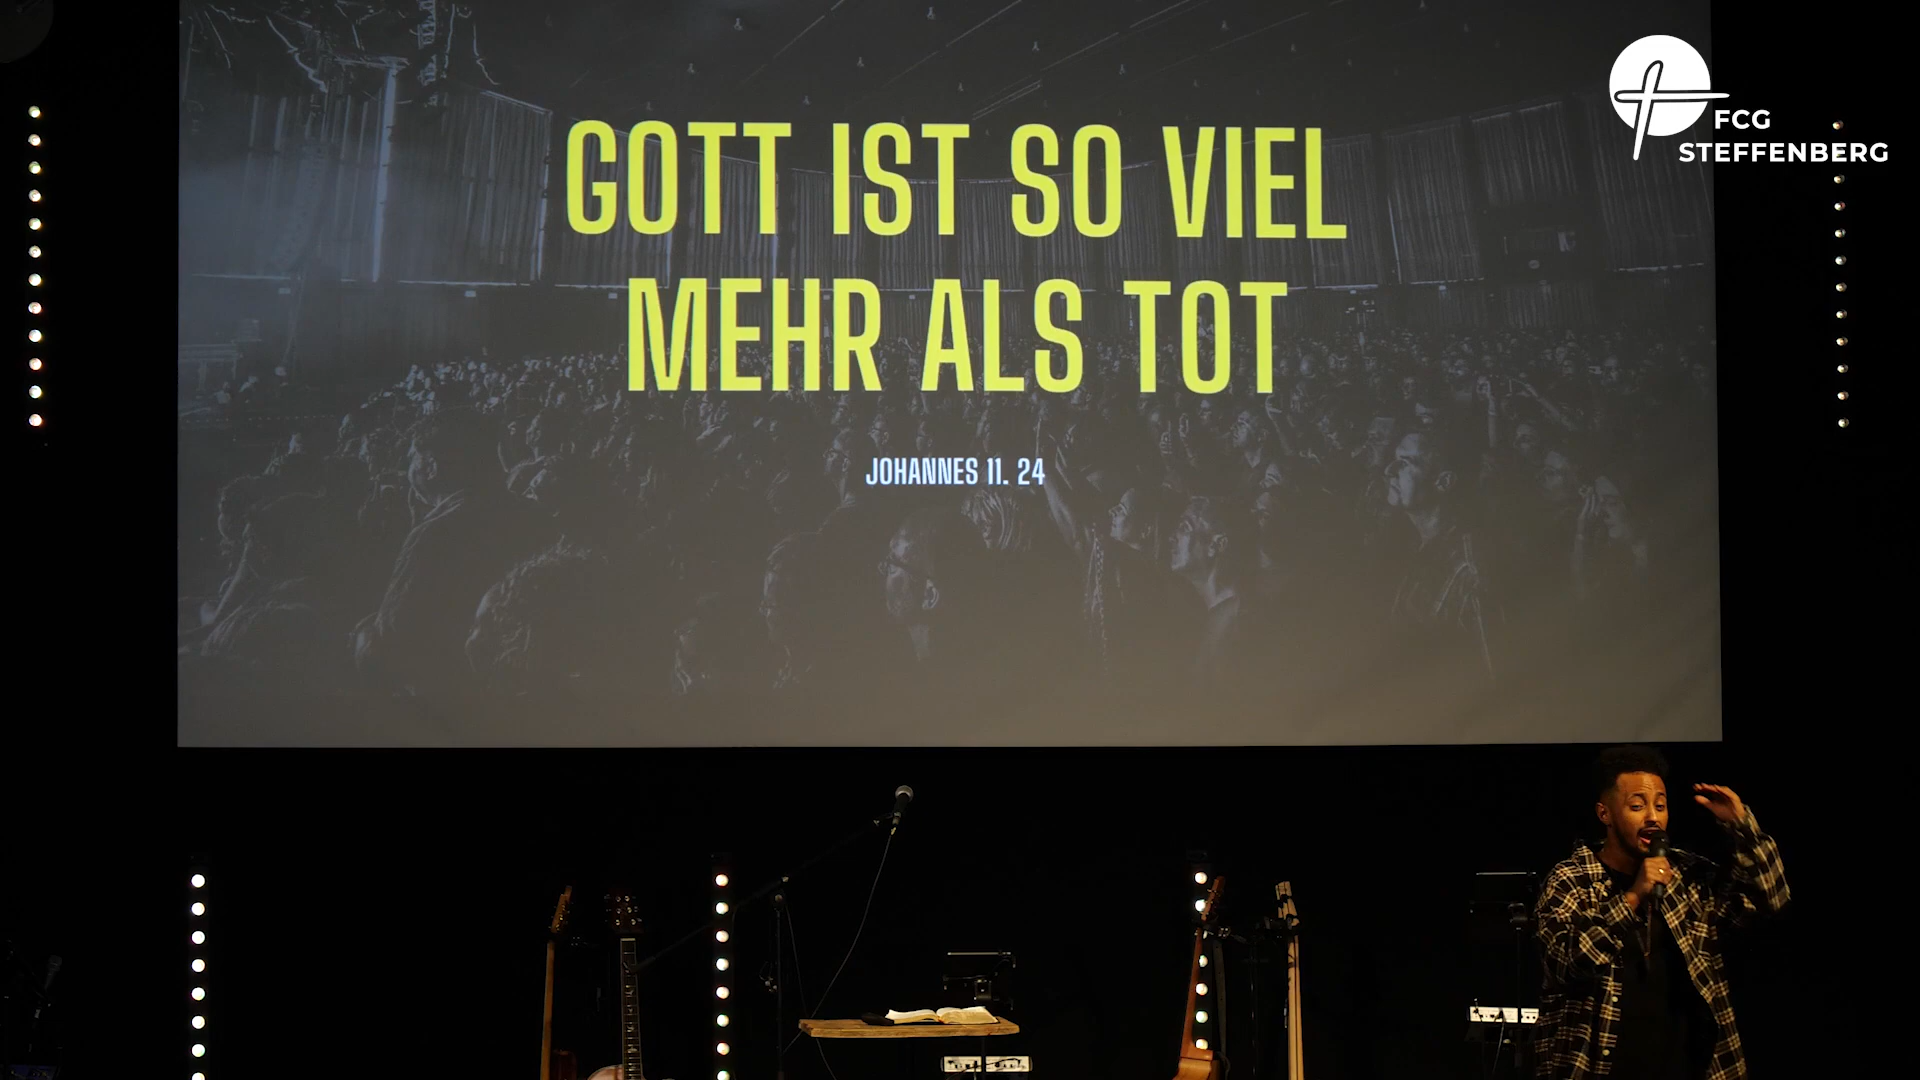 GOTT IST SO VIEL
MEHR ALS TOT
JOHANNES 11. 24
FCG
STEFFENBERG